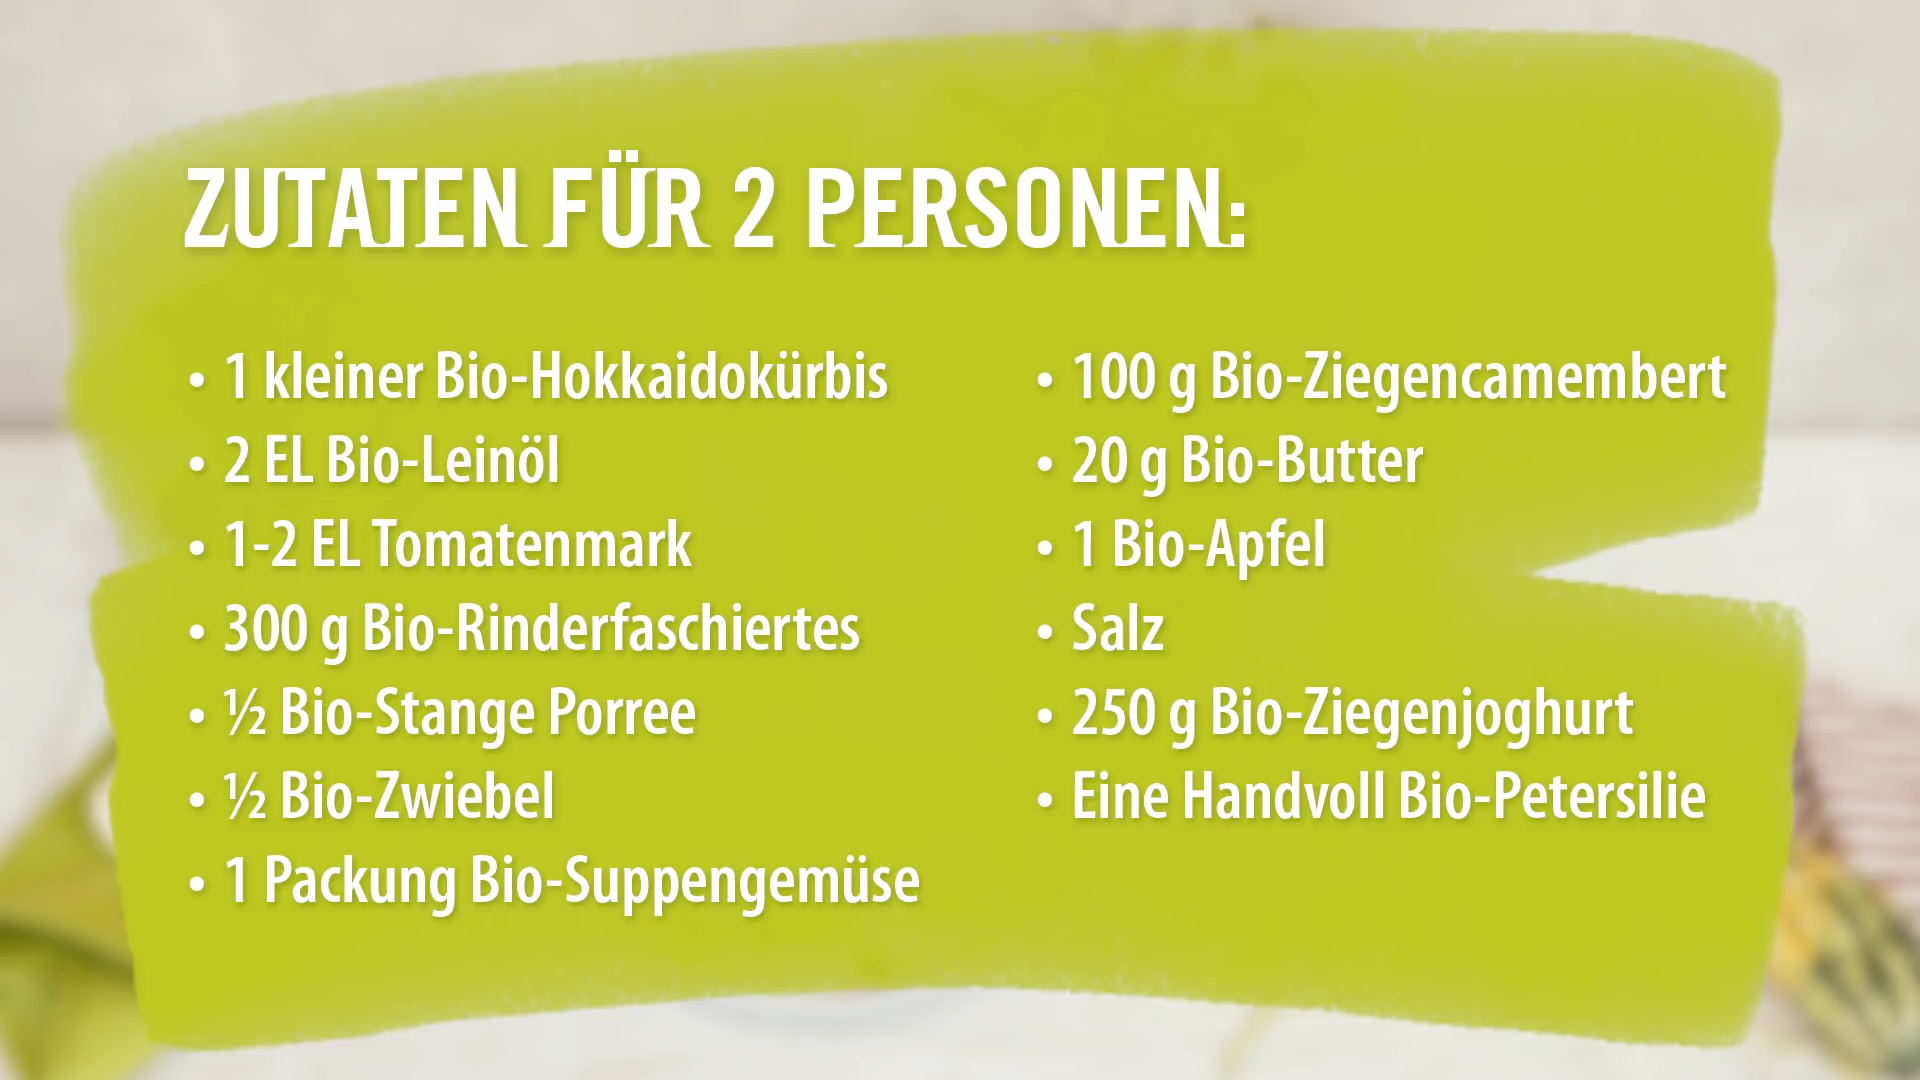 ZUTATEN FÜR 2 PERSONEN:
• 1 kleiner Bio-Hokkaidokürbis
• 2 EL Bio-Leinöl
• 1-2 EL Tomatenmark
• 300 g Bio-Rinderfaschiertes
• ½ Bio-Stange Porree
• ½ Bio-Zwiebel
• 1 Packung Bio-Suppengemüse
• 100 g Bio-Ziegencamembert
• 20 g Bio-Butter
• 1 Bio-Apfel
• Salz
• 250 g Bio-Ziegenjoghurt
• Eine Handvoll Bio-Petersilie